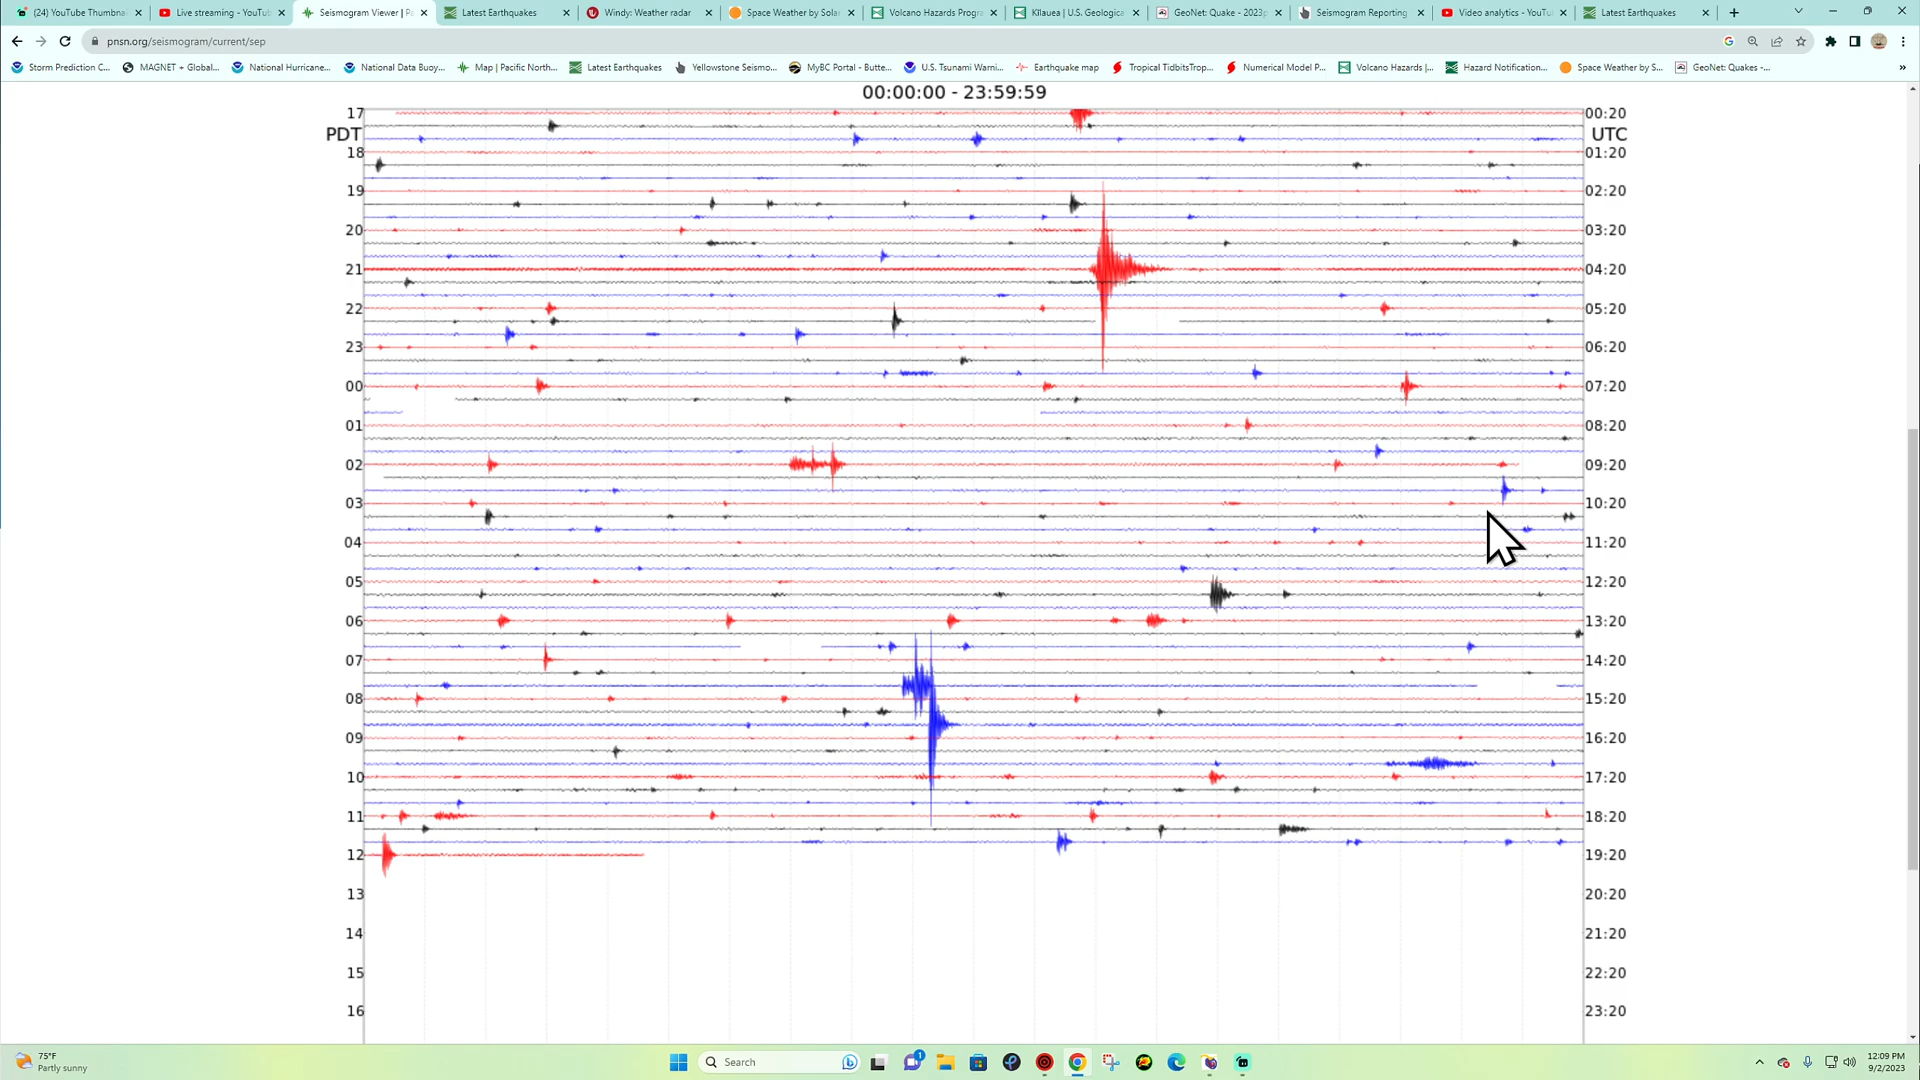 (24) YouTube Thumbnai
Live streaming - YouTu
Seismogram Viewer | Pa
Latest Earthquakes
Windy: Weather radar
Space Weather by Sola
Volcano Hazards Progr
Kīlauea | U.S. Geologica
GeoNet: Quake - 2023p
Seismogram Reporting
Video analytics - YouTu
Latest Earthquakes
pnsn.org/seismogram/current/sep
Storm Prediction C...
MAGNET + Global...
National Hurricane...
National Data Buoy...
Map | Pacific North...
Latest Earthquakes
Yellowstone Seismo...
MyBC Portal - Butte...
U.S. Tsunami Warni...
Earthquake map
Tropical TidbitsTrop...
Numerical Model P...
Volcano Hazards |...
Hazard Notification...
Space Weather by S...
GeoNet: Quakes -...
»
00:00:00 - 23:59:59
17 00:20
PDT UTC
18 01:20
19 02:20
20 03:20
21 04:20
22 05:20
23 06:20
00 07:20
01 08:20
02 09:20
03 10:20
04 11:20
05 12:20
06 13:20
07 14:20
08 15:20
09 16:20
10 17:20
11 18:20
12 19:20
13 20:20
14 21:20
15 22:20
16 23:20
75°F
Partly sunny
Search
1
12:09 PM
9/2/2023